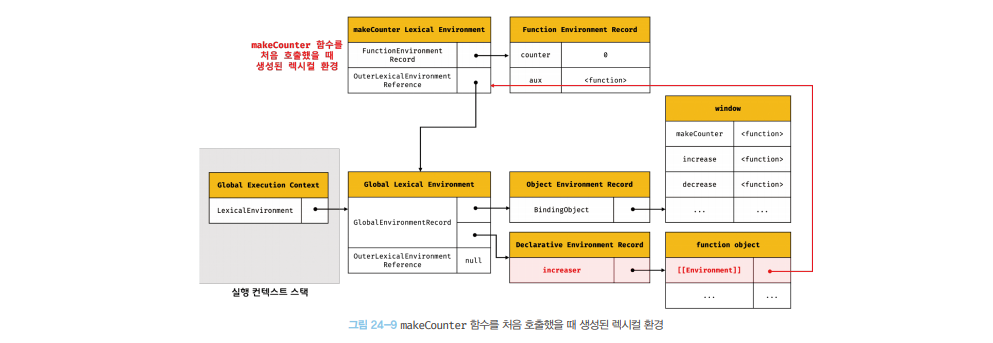 makeCounter 함수를
처음 호출했을 때
생성된 렉시컬 환경
makeCounter Lexical Environment
FunctionEnvironment
Record
OuterLexicalEnvironment
Reference
Function Environment Record
counter 0
aux <function>
window
makeCounter <function>
increase <function>
decrease <function>
... ...
Global Execution Context
LexicalEnvironment
실행 컨텍스트 스택
Global Lexical Environment
GlobalEnvironmentRecord
OuterLexicalEnvironment
Reference
null
Object Environment Record
BindingObject
Declarative Environment Record
increaser
function object
[[Environment]]
... ...
그림 24-9 makeCounter 함수를 처음 호출했을 때 생성된 렉시컬 환경